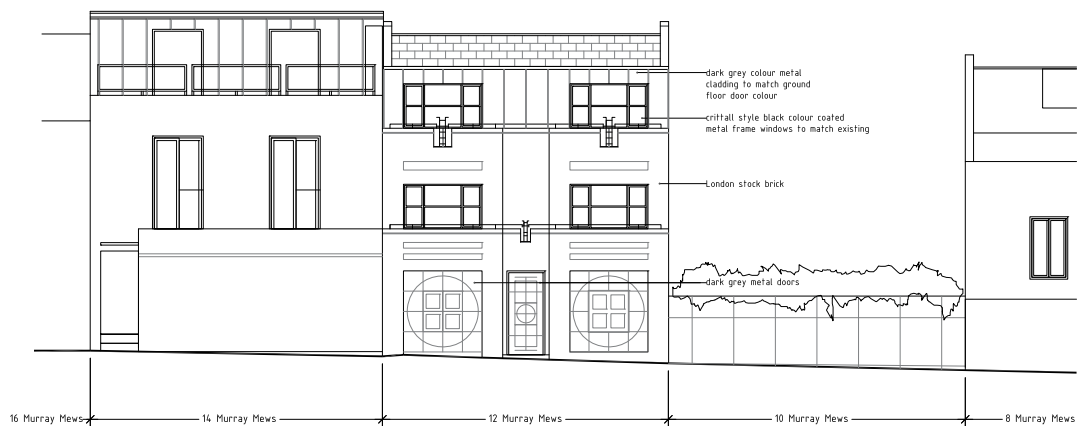 dark grey colour metal
cladding to match ground
floor door colour
crittall style black colour coated
metal frame windows to match existing
London stock brick
dark grey metal doors
16 Murray Mews
14 Murray Mews
12 Murray Mews
10 Murray Mews
8 Murray Mews